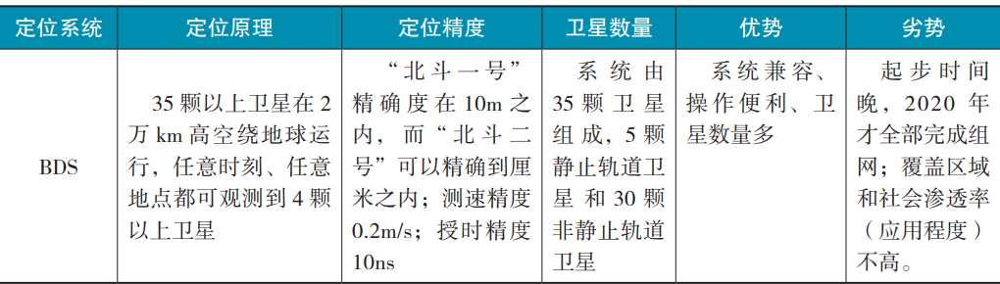 定位系统 定位原理 定位精度 卫星数量 优势 劣势
BDS
35 颗以上卫星在 2
万 km 高空绕地球运
行，任意时刻、任意
地点都可观测到 4 颗
以上卫星
“北斗一号”
精确度在 10m 之
内，而“北斗二
号”可以精确到厘
米之内；测速精度
0.2m/s；授时精度
10ns
系统由
35 颗卫星
组成，5 颗
静止轨道卫
星和 30 颗
非静止轨道
卫星
系统兼容、
操作便利、卫
星数量多
起步时间
晚，2020 年
才全部完成组
网；覆盖区域
和社会渗透率
（应用程度）
不高。